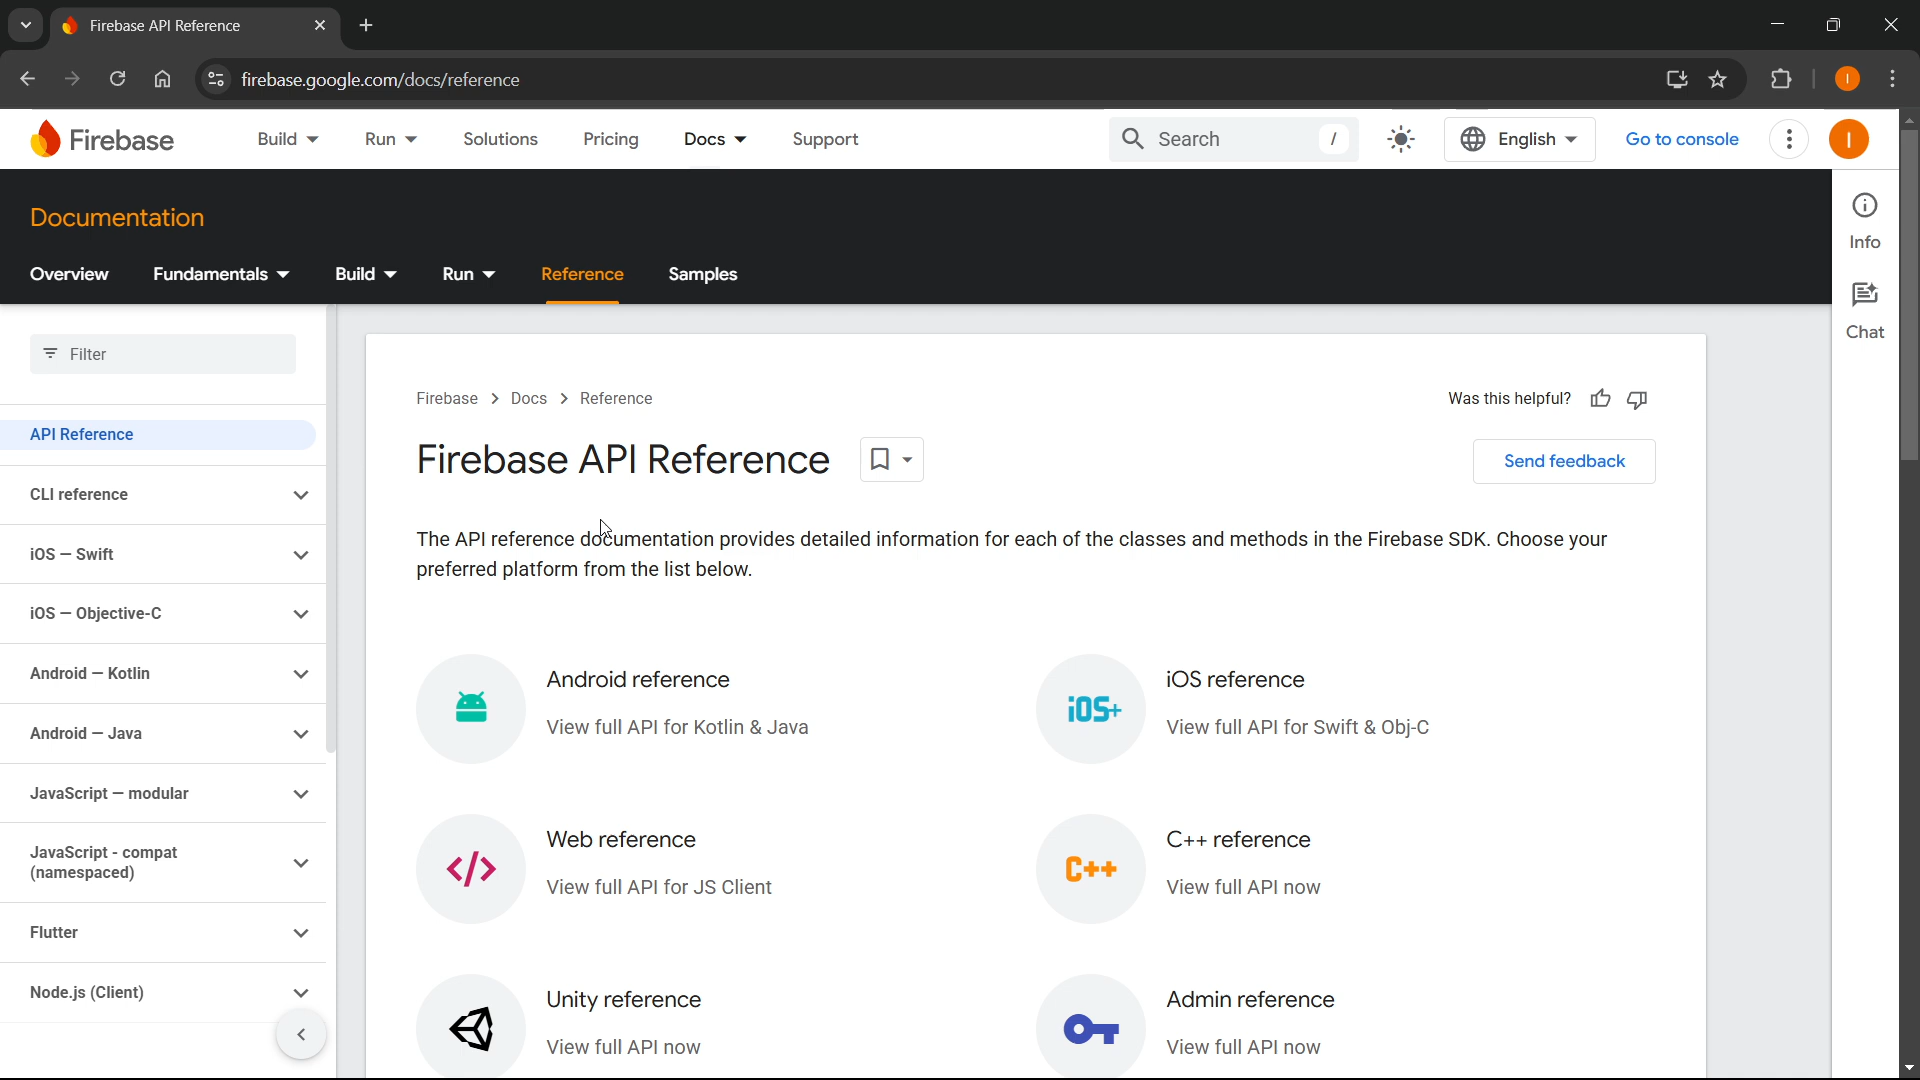 Firebase API Reference
firebase.google.com/docs/reference
I
Firebase
Build
Run
Solutions
Pricing
Docs
Support
Search
/
English
Go to console
I
Documentation
Overview
Fundamentals
Build
Run
Reference
Samples
Info
Chat
Filter
API Reference
CLI reference
iOS — Swift
iOS — Objective-C
Android — Kotlin
Android — Java
JavaScript — modular
JavaScript - compat
(namespaced)
Flutter
Node.js (Client)
Firebase > Docs > Reference
Was this helpful?
Firebase API Reference
Send feedback
The API reference documentation provides detailed information for each of the classes and methods in the Firebase SDK. Choose your
preferred platform from the list below.
Android reference
View full API for Kotlin & Java
iOS+
iOS reference
View full API for Swift & Obj-C
</>
Web reference
View full API for JS Client
C++
C++ reference
View full API now
Unity reference
View full API now
Admin reference
View full API now